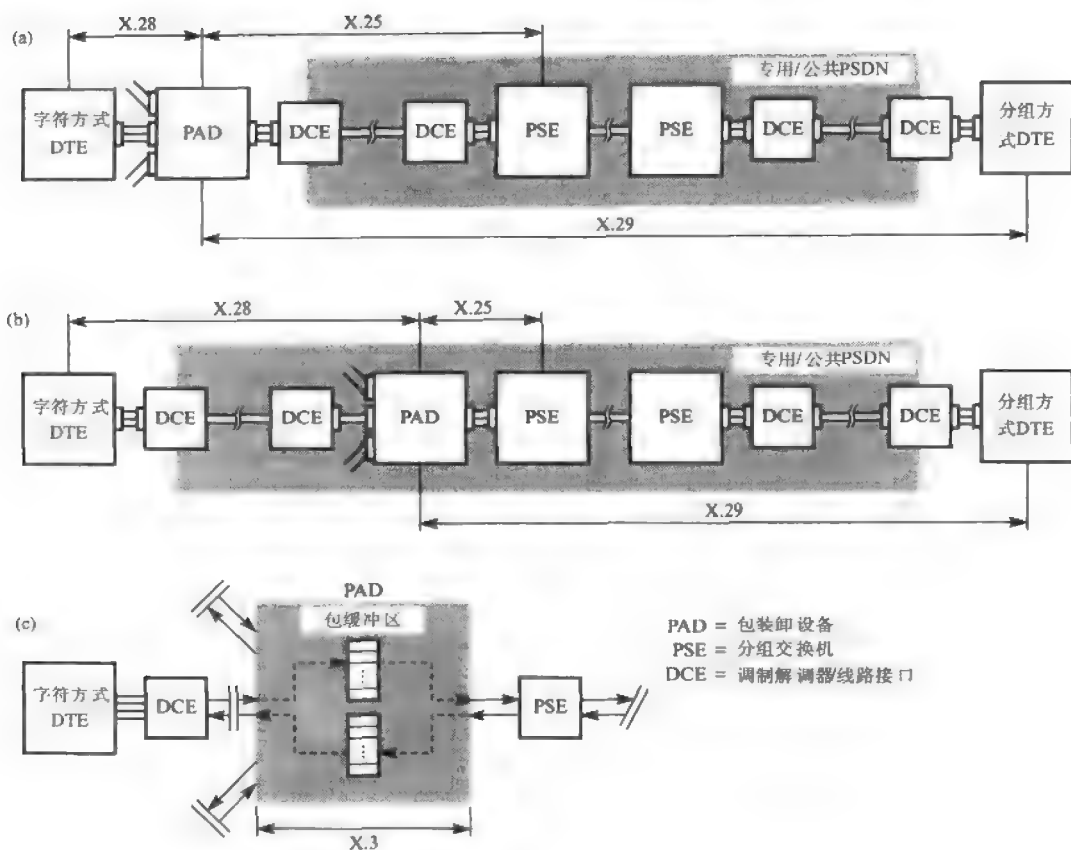 (a)
X.28
X.25
专用/公共PSDN
字符方式
DTE
PAD
DCE
DCE
PSE
PSE
DCE
DCE
分组方
式DTE
X.29
(b)
X.28
X.25
专用/公共PSDN
字符方式
DTE
DCE
DCE
PAD
PSE
PSE
DCE
DCE
分组方
式DTE
X.29
(c)
PAD
包缓冲区
字符方式
DTE
DCE
PSE
X.3
PAD = 包装卸设备
PSE = 分组交换机
DCE = 调制解调器/线路接口